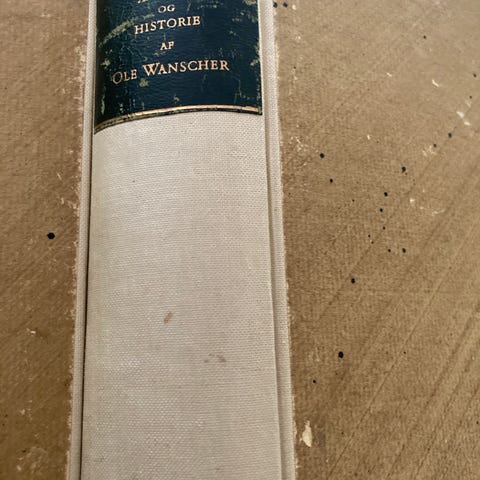 OG
HISTORIE
AF
OLE WANSCHER